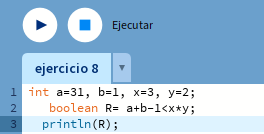 Ejecutar
ejercicio 8 ▼
1 int a=31, b=1, x=3, y=2;
2 boolean R= a+b-1<x*y;
3 println(R);